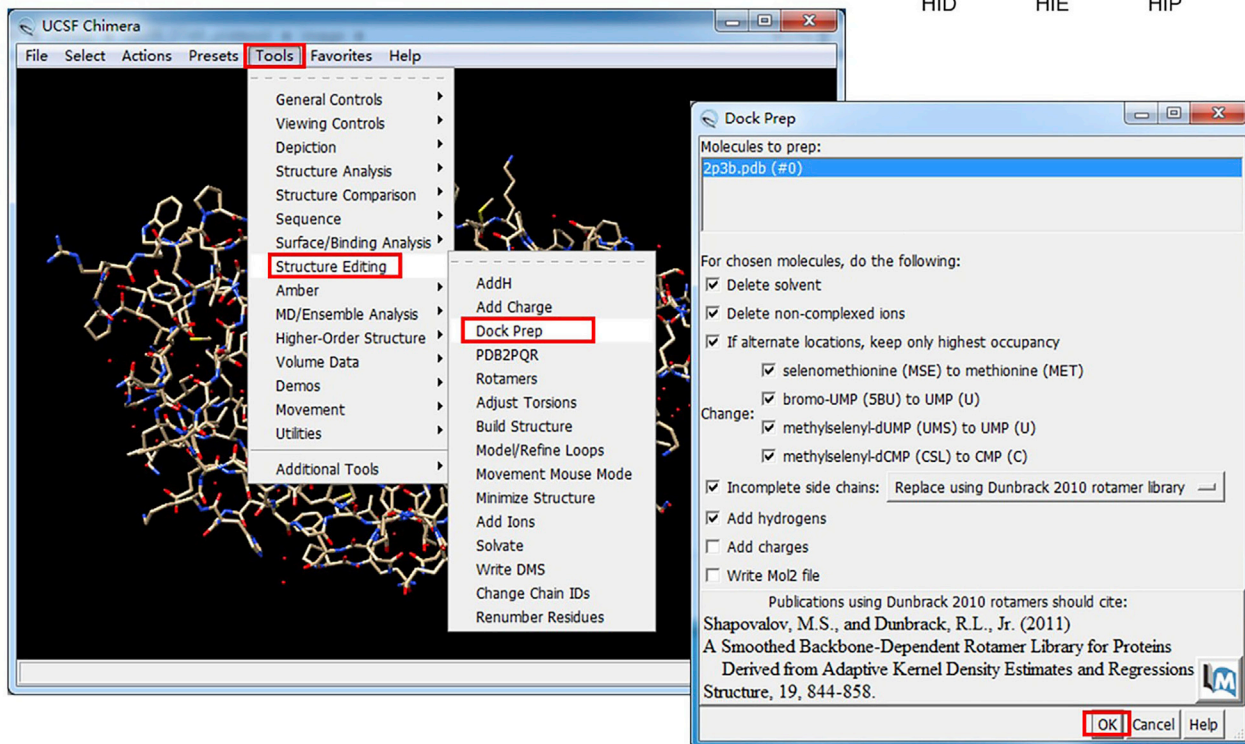 HID HIE HIP
UCSF Chimera
File Select Actions Presets Tools Favorites Help
General Controls
Viewing Controls
Depiction
Structure Analysis
Structure Comparison
Sequence
Surface/Binding Analysis
Structure Editing
Amber
MD/Ensemble Analysis
Higher-Order Structure
Volume Data
Demos
Movement
Utilities
Additional Tools
AddH
Add Charge
Dock Prep
PDB2PQR
Rotamers
Adjust Torsions
Build Structure
Model/Refine Loops
Movement Mouse Mode
Minimize Structure
Add Ions
Solvate
Write DMS
Change Chain IDs
Renumber Residues
Dock Prep
Molecules to prep:
2p3b.pdb (#0)
For chosen molecules, do the following:
Delete solvent
Delete non-complexed ions
If alternate locations, keep only highest occupancy
Change:
selenomethionine (MSE) to methionine (MET)
bromo-UMP (5BU) to UMP (U)
methylselenyl-dUMP (UMS) to UMP (U)
methylselenyl-dCMP (CSL) to CMP (C)
Incomplete side chains: Replace using Dunbrack 2010 rotamer library
Add hydrogens
Add charges
Write Mol2 file
Publications using Dunbrack 2010 rotamers should cite:
Shapovalov, M.S., and Dunbrack, R.L., Jr. (2011)
A Smoothed Backbone-Dependent Rotamer Library for Proteins
Derived from Adaptive Kernel Density Estimates and Regressions
Structure, 19, 844-858.
OK Cancel Help